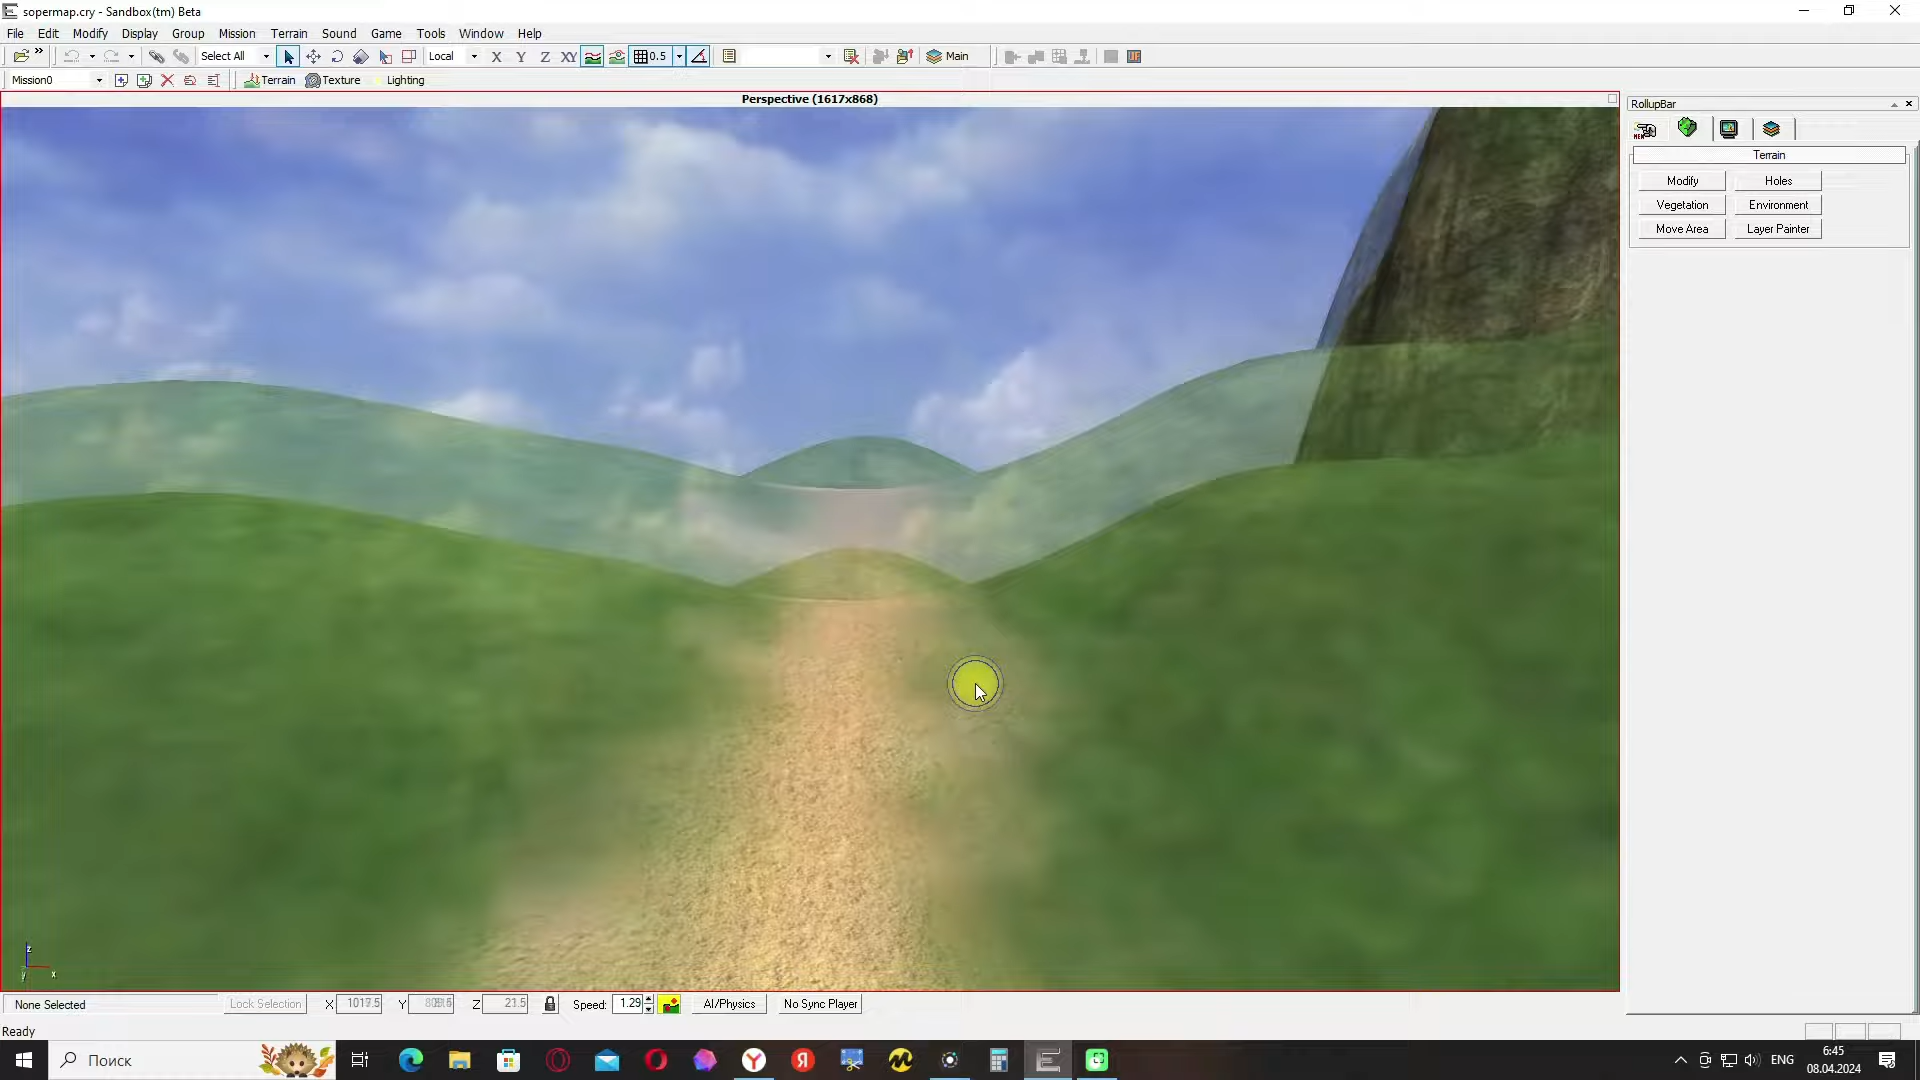 sopermap.cry - Sandbox(tm) Beta
File Edit Modify Display Group Mission Terrain Sound Game Tools Window Help
Select All Local X Y Z XY 0.5 Main
Mission0 Terrain Texture Lighting
Perspective (1617x868)
RollupBar
Terrain
Modify Holes
Vegetation Environment
Move Area Layer Painter
z
y x
None Selected Lock Selection X Y Z 21.5 Speed: 1.29 AI/Physics No Sync Player
Ready
Поиск
ENG
6:45
08.04.2024